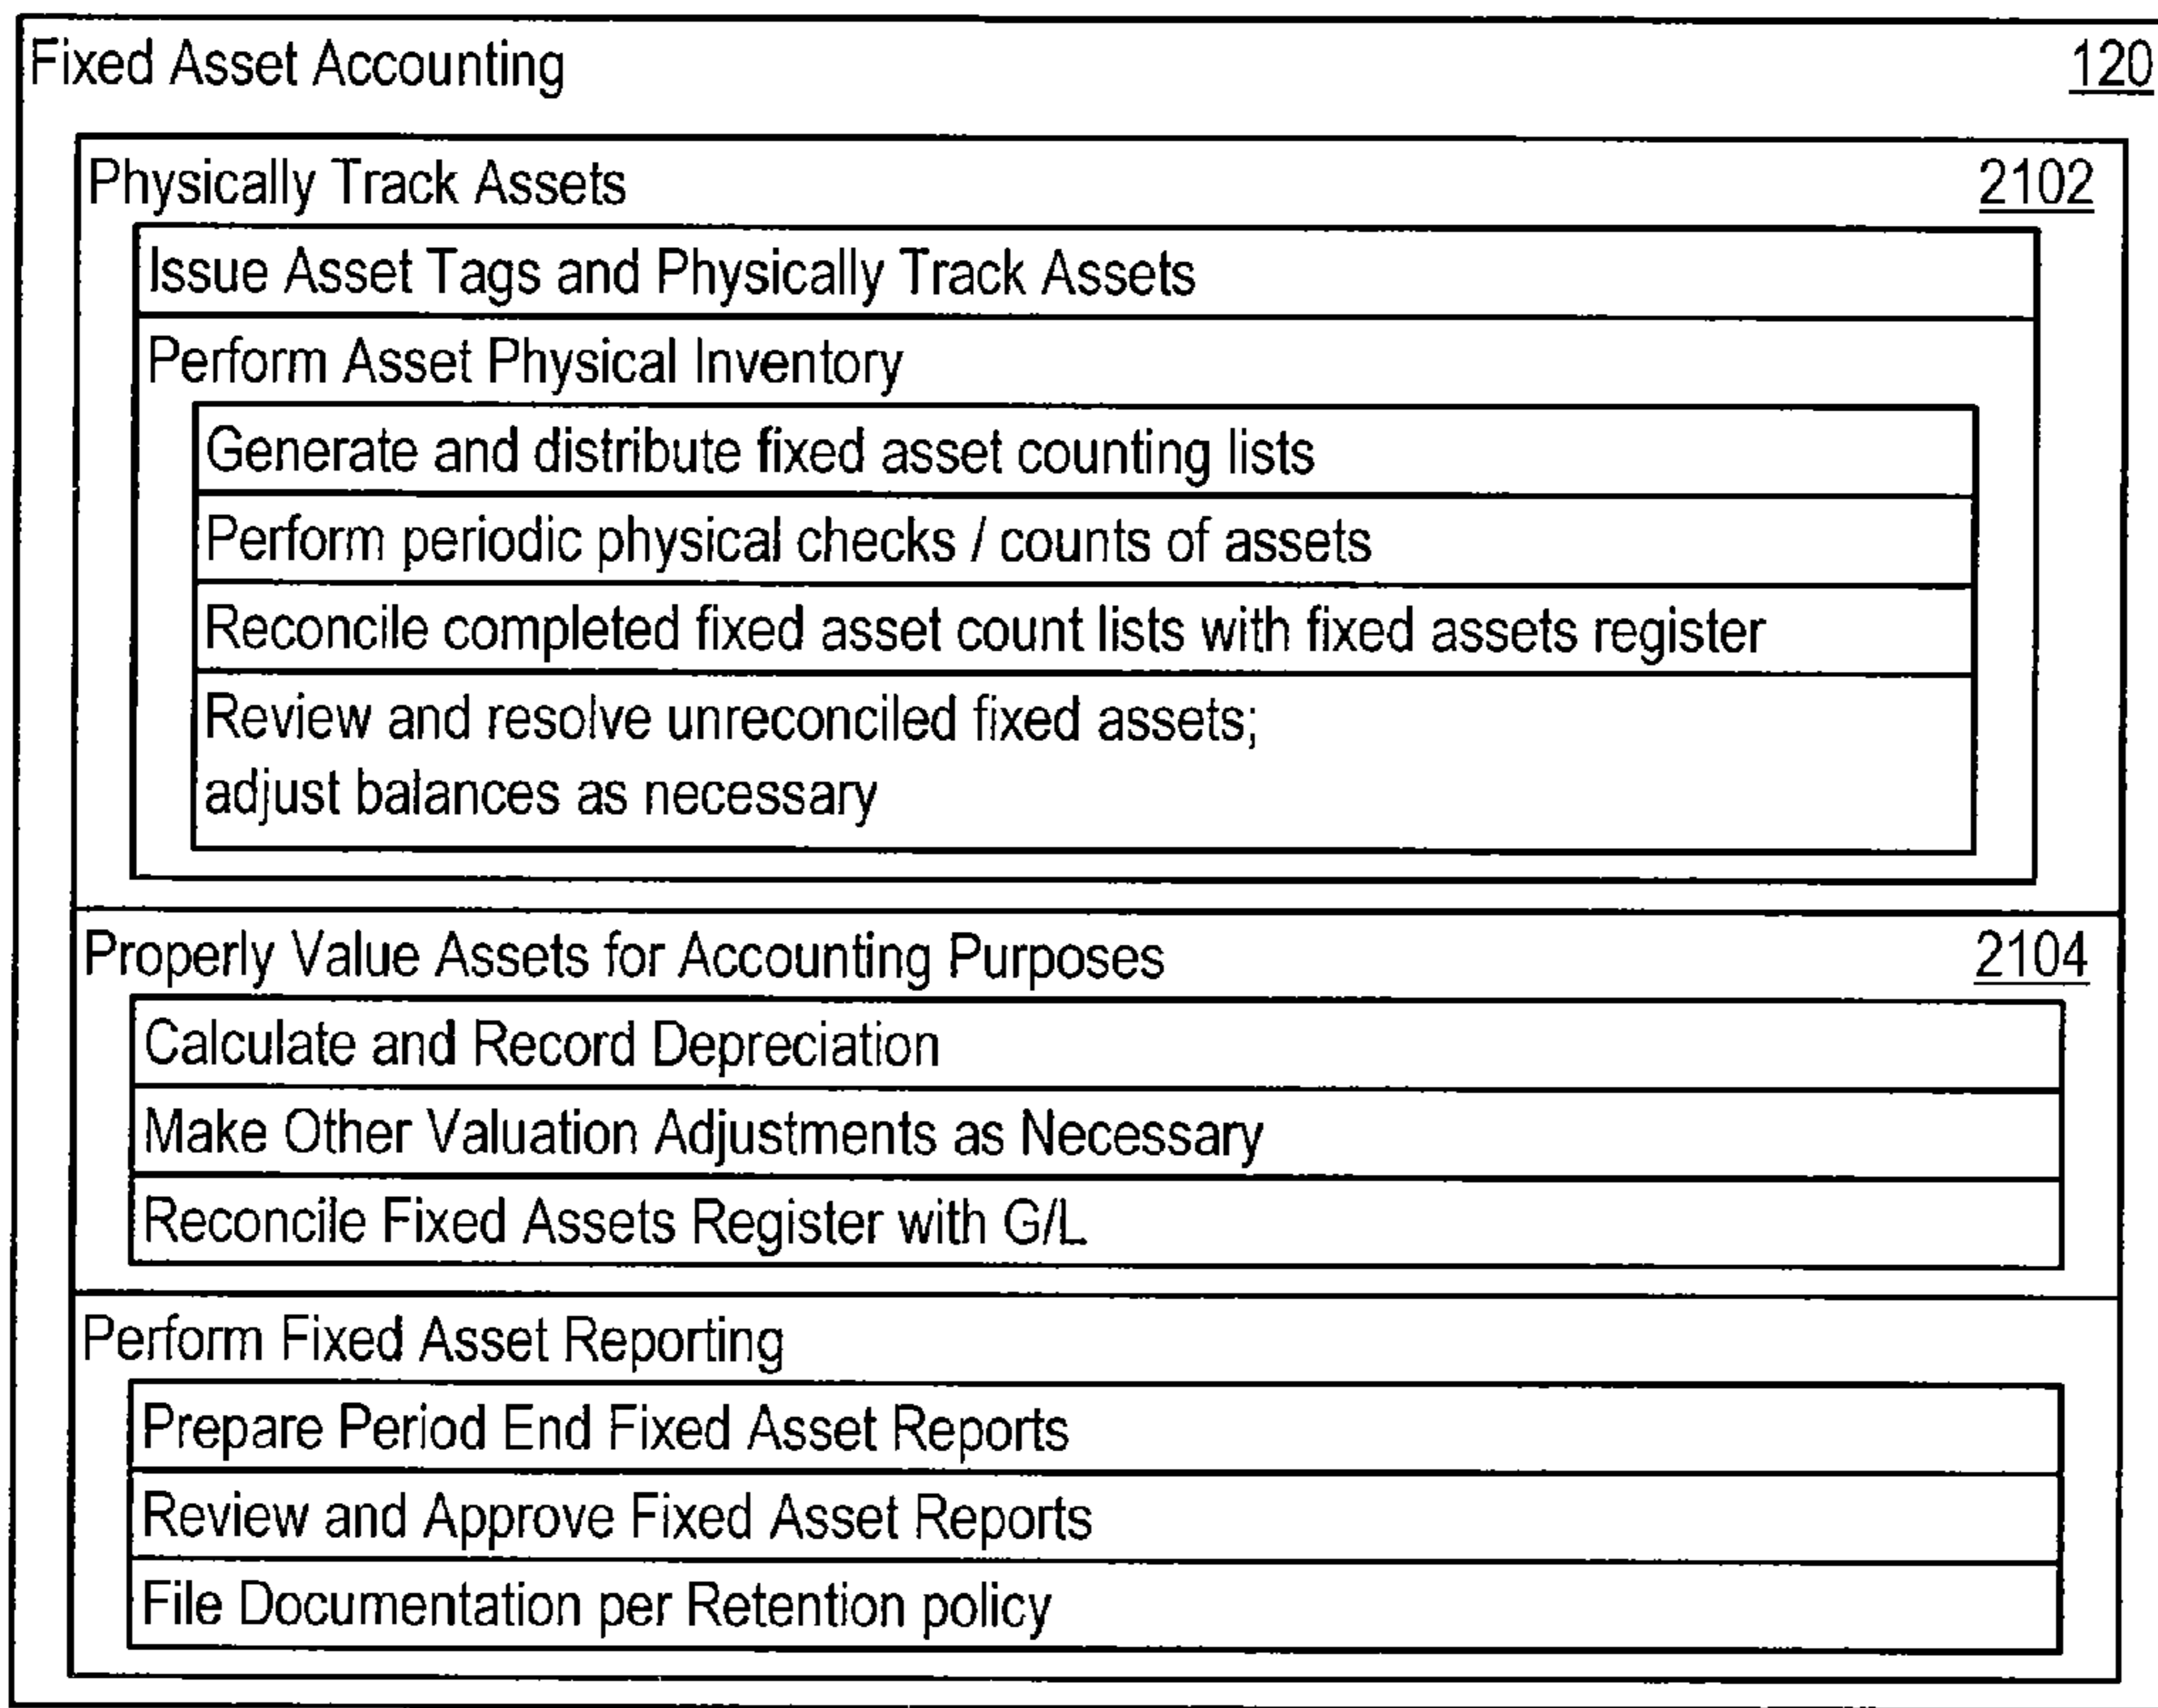 Fixed Asset Accounting 120
Physically Track Assets 2102
Issue Asset Tags and Physically Track Assets
Perform Asset Physical Inventory
Generate and distribute fixed asset counting lists
Perform periodic physical checks / counts of assets
Reconcile completed fixed asset count lists with fixed assets register
Review and resolve unreconciled fixed assets;
adjust balances as necessary
Properly Value Assets for Accounting Purposes 2104
Calculate and Record Depreciation
Make Other Valuation Adjustments as Necessary
Reconcile Fixed Assets Register with G/L
Perform Fixed Asset Reporting
Prepare Period End Fixed Asset Reports
Review and Approve Fixed Asset Reports
File Documentation per Retention policy